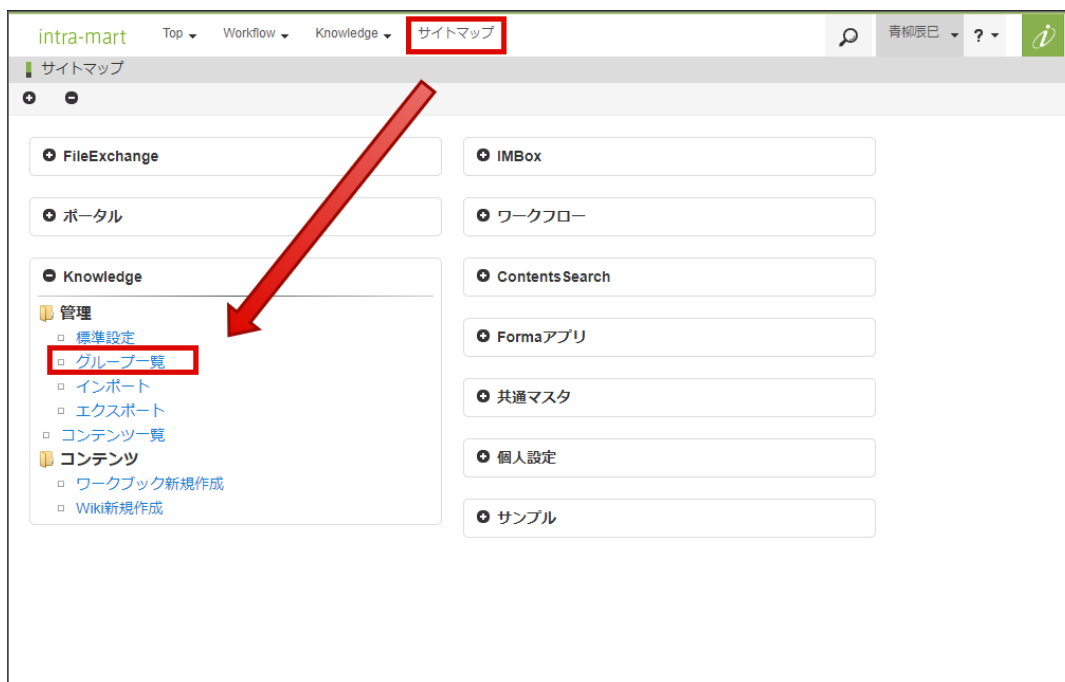 intra-mart Top Workflow Knowledge サイトマップ 青柳辰巳 ?
サイトマップ
FileExchange
ポータル
Knowledge
管理
標準設定
グループ一覧
インポート
エクスポート
コンテンツ一覧
コンテンツ
ワークブック新規作成
Wiki新規作成
IMBox
ワークフロー
ContentsSearch
Formaアプリ
共通マスタ
個人設定
サンプル